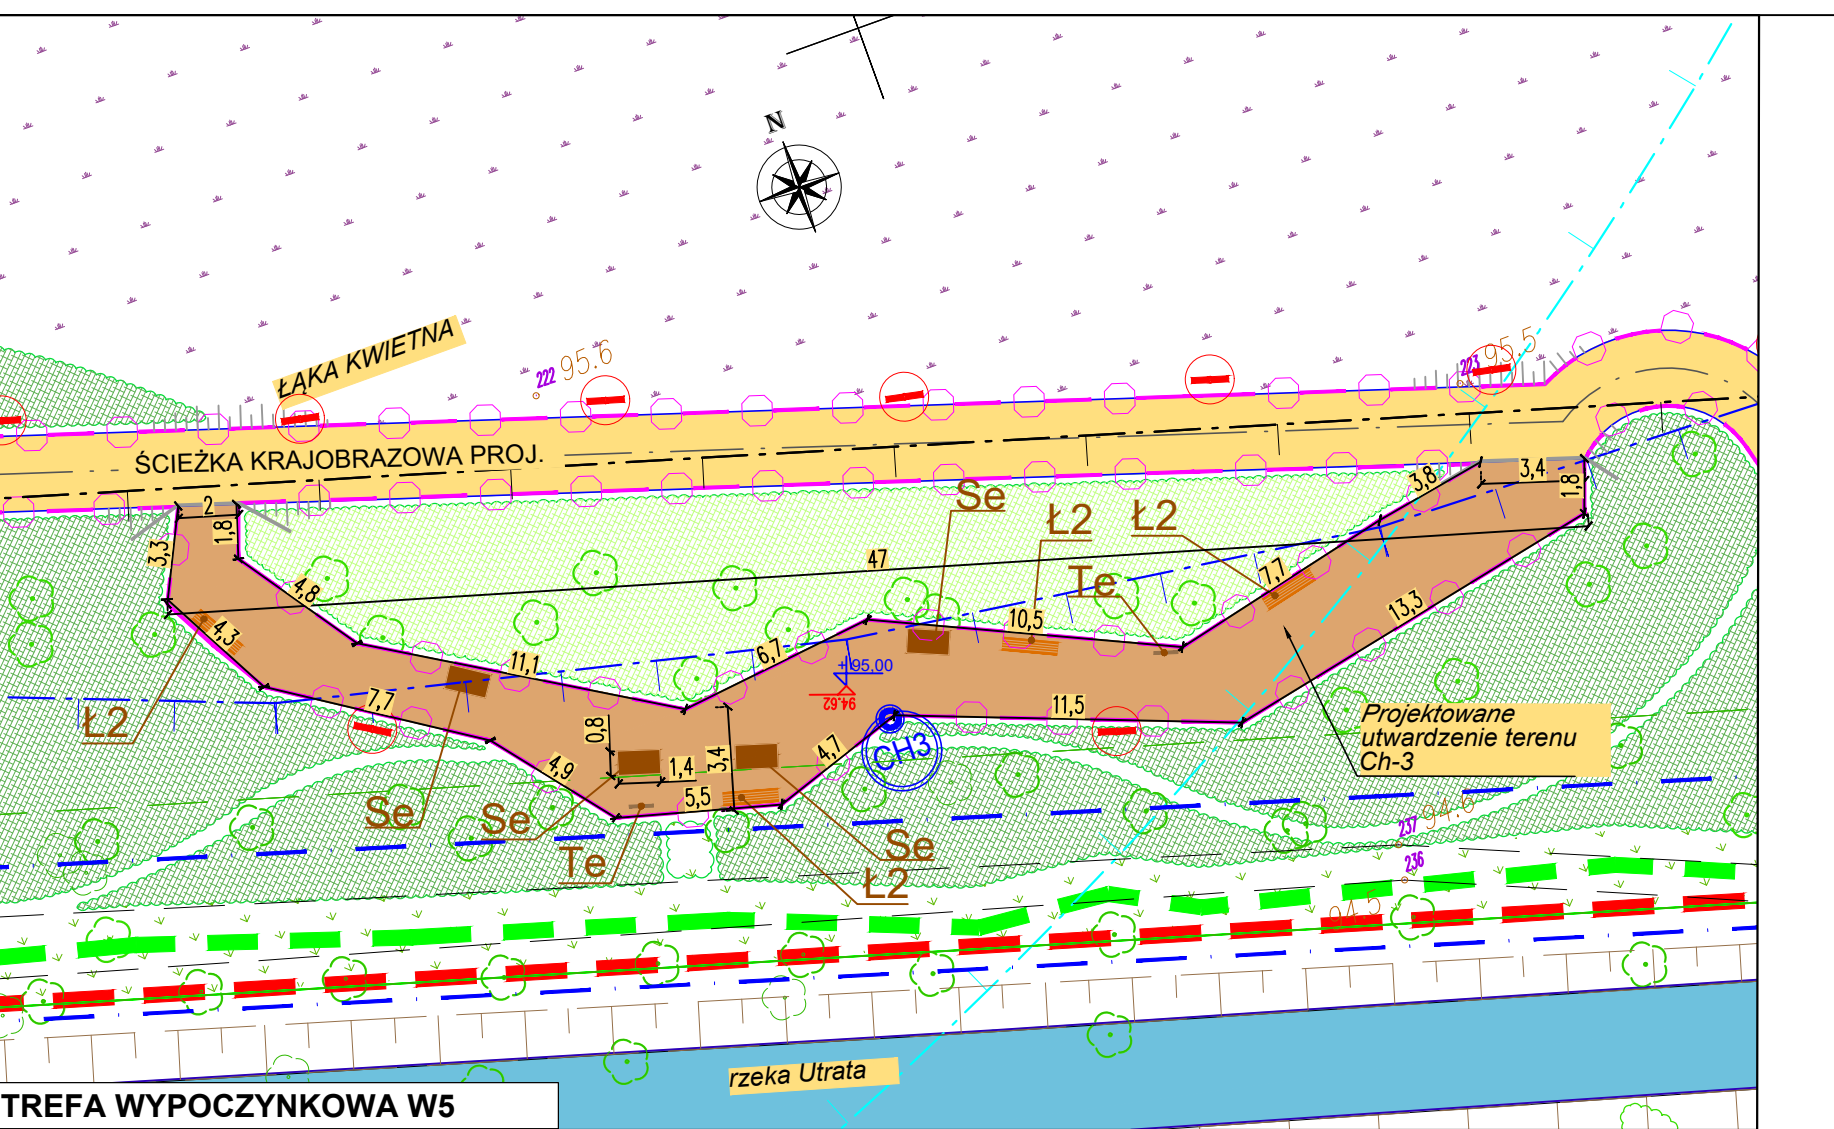 N
ŁĄKA KWIETNA
222 95.6
223 95.5
ŚCIEŻKA KRAJOBRAZOWA PROJ.
2
1,8
3,3
4,8
4,3
47
3,8
3,4
1,8
Se
Ł2
Ł2
Te
7,7
13,3
10,5
6,7
11,1
7,7
+95.00
94.62
11,5
Ł2
0,8
1,4
3,4
4,7
4,9
5,5
CH3
Projektowane
utwardzenie terenu
Ch-3
Se
Se
Se
Te
Ł2
237 94.6
236
94.5
rzeka Utrata
TREFA WYPOCZYNKOWA W5